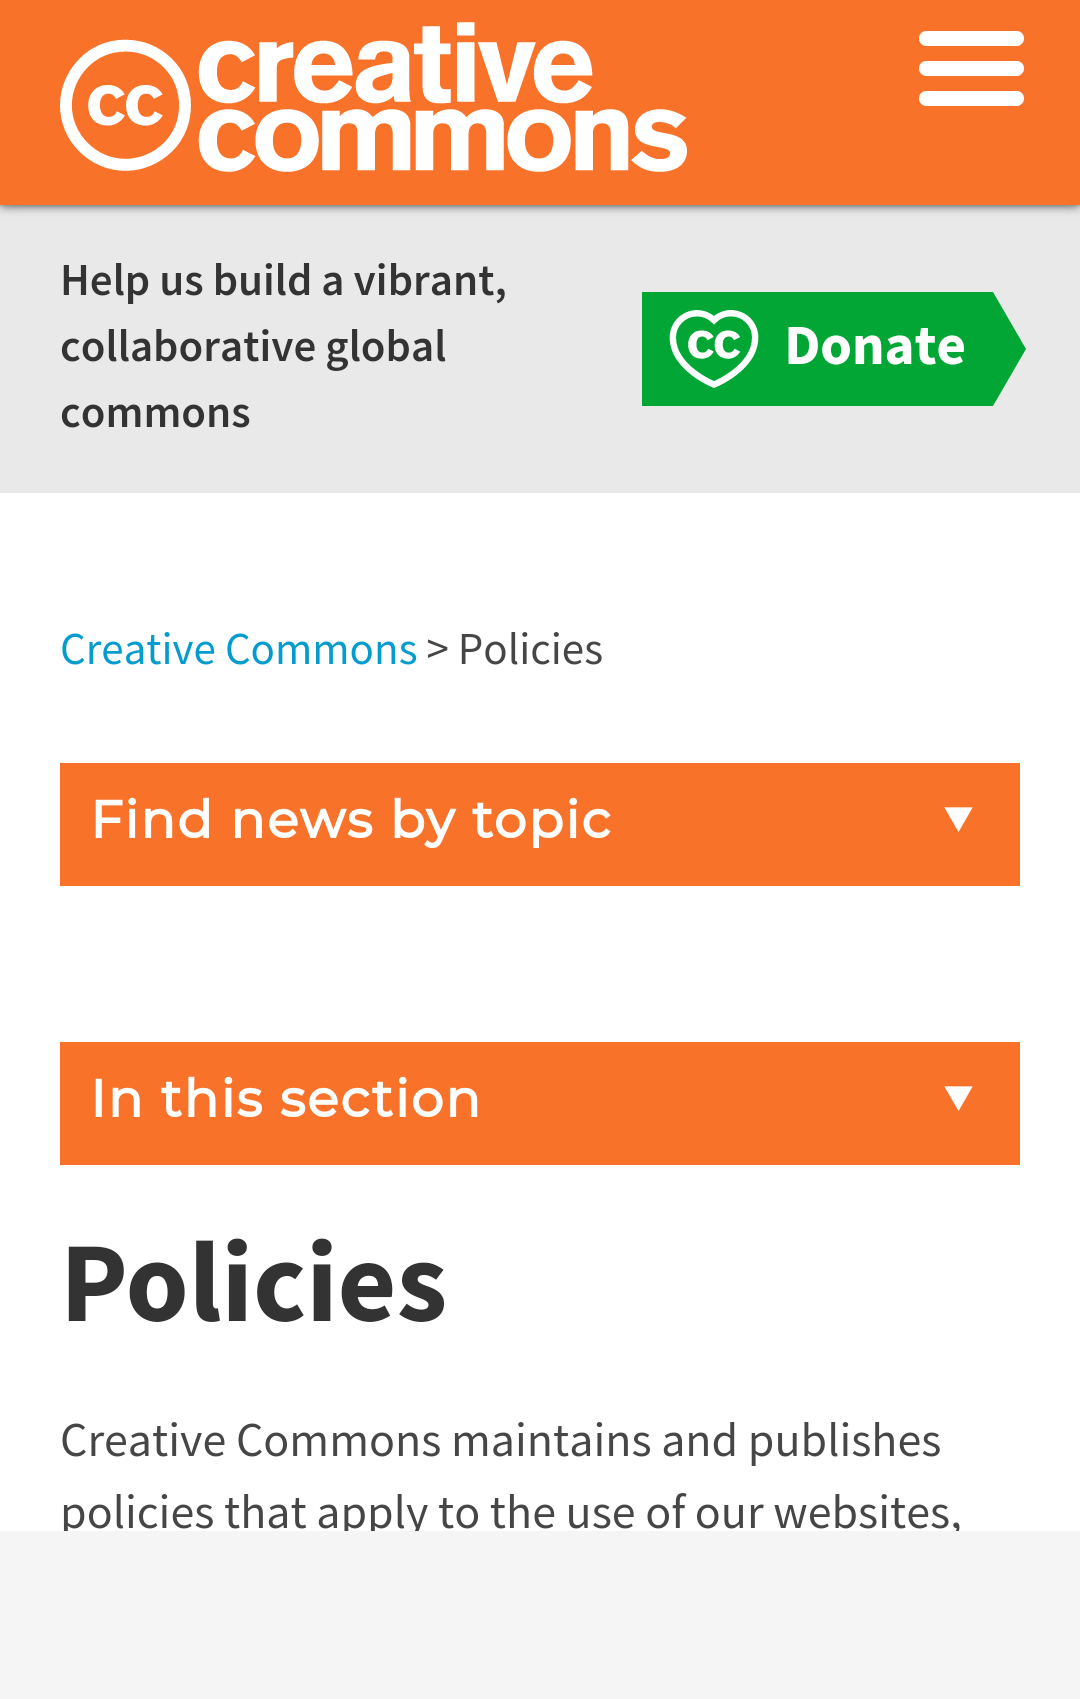 cc creative
commons
Help us build a vibrant,
collaborative global
commons
cc Donate
Creative Commons > Policies
Find news by topic ▼
In this section ▼
Policies
Creative Commons maintains and publishes
policies that apply to the use of our websites,